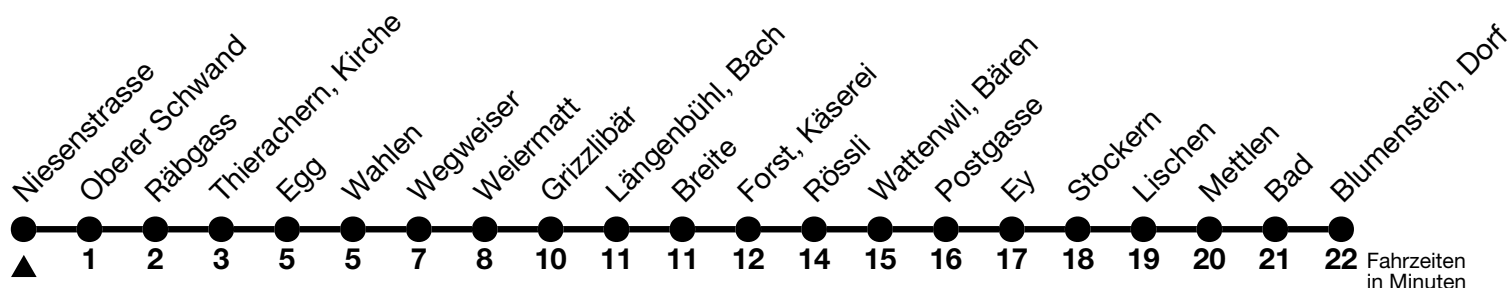 Niesenstrasse
Oberer Schwand
Räbgass
Thierachern, Kirche
Egg
Wahlen
Wegweiser
Weiermatt
Grizzlibär
Längenbühl, Bach
Breite
Forst, Käserei
Rössli
Wattenwil, Bären
Postgasse
Ey
Stockern
Lischen
Mettlen
Bad
Blumenstein, Dorf
1 2 3 5 5 7 8 10 11 11 12 14 15 16 17 18 19 20 21 22 Fahrzeiten
in Minuten